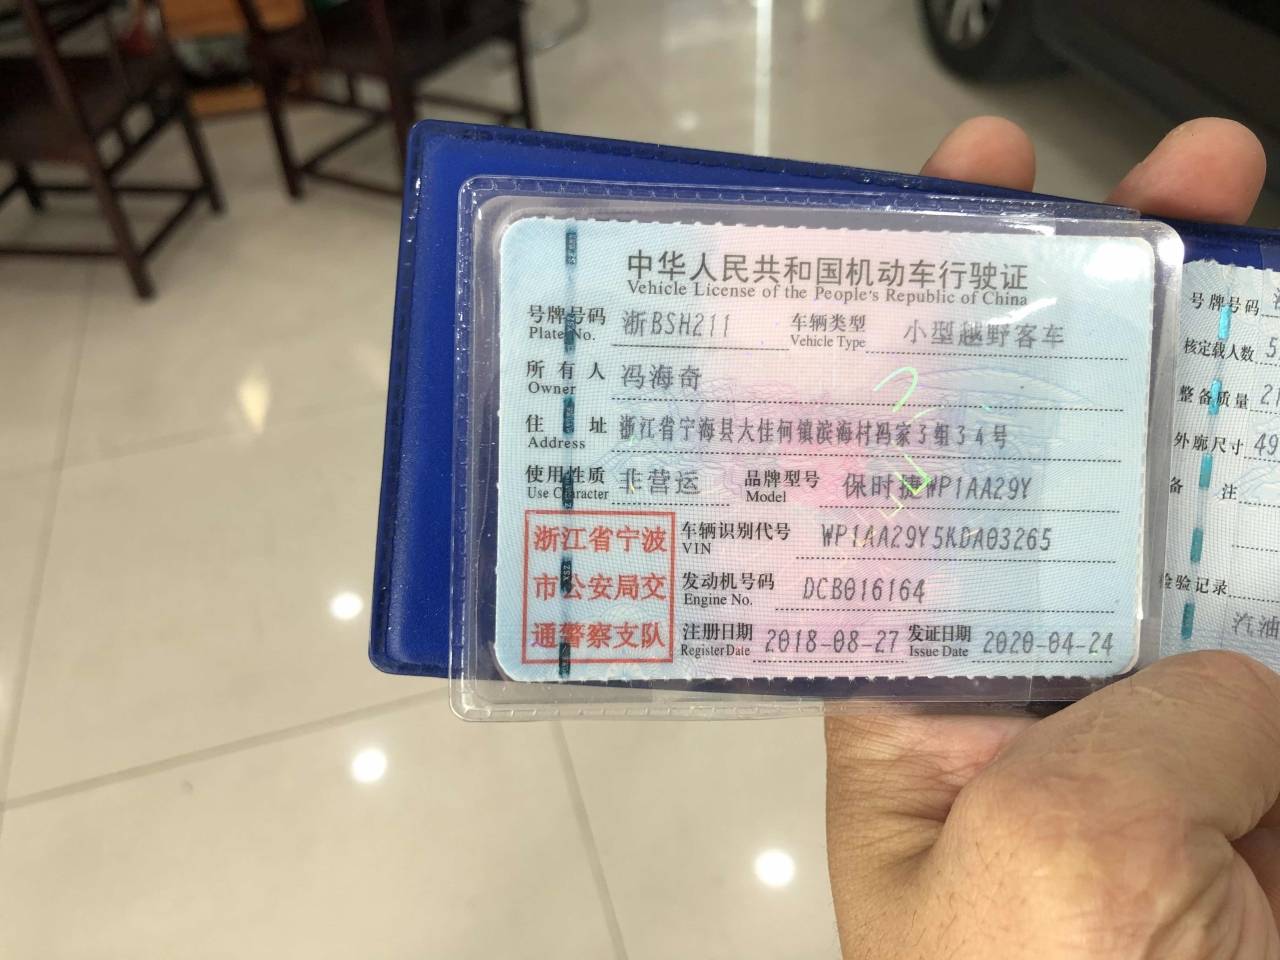 中华人民共和国机动车行驶证
Vehicle License of the People's Republic of China
号牌号码 浙BSH211 车辆类型 小型越野客车
Plate No. Vehicle Type
所有人 冯海奇
Owner
住址 浙江省宁海县大佳何镇滨海村冯家3组34号
Address
使用性质 非营运 品牌型号 保时捷WP1AA29Y
Use Character Model
浙江省宁波
市公安局交
通警察支队
车辆识别代号 WP1AA29Y5KDA03265
VIN
发动机号码 DCB016164
Engine No.
注册日期 2018-08-27 发证日期 2020-04-24
Register Date Issue Date
号牌号码
核定载人数 5
整备质量 21
外廓尺寸 49
备注
检验记录
汽油